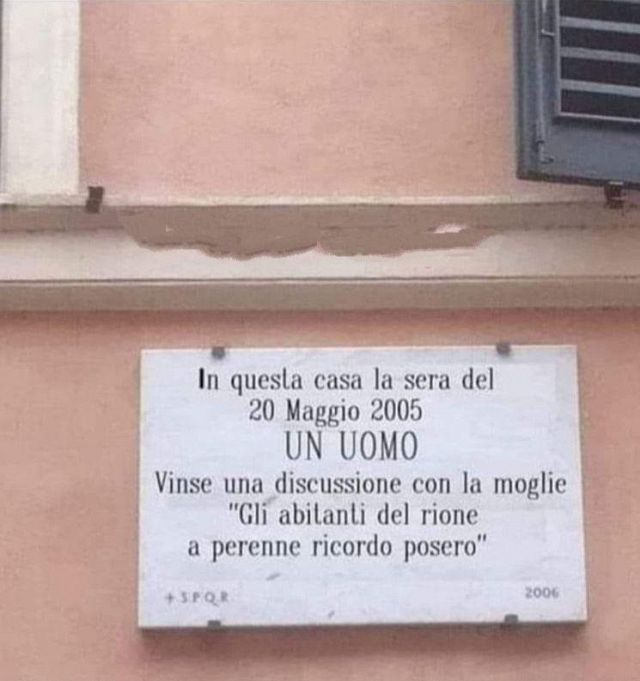 In questa casa la sera del
20 Maggio 2005
UN UOMO
Vinse una discussione con la moglie
"Gli abitanti del rione
a perenne ricordo posero"
+ S.P.Q.R 2006